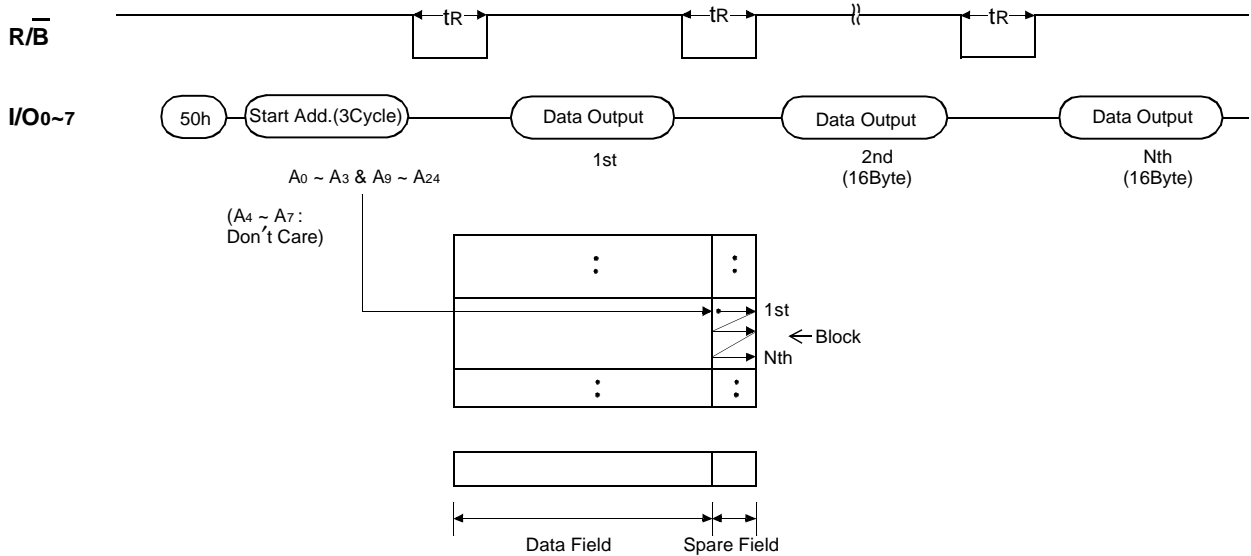 tR tR tR
R/B
I/O0~7 50h Start Add.(3Cycle) Data Output Data Output Data Output
1st 2nd Nth
(16Byte) (16Byte)
A0 ~ A3 & A9 ~ A24
(A4 ~ A7 :
Don't Care)
1st
Block
Nth
Data Field Spare Field